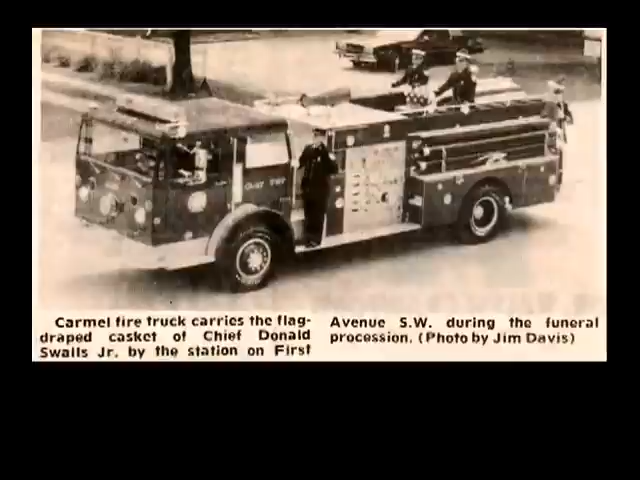 Carmel fire truck carries the flag-
draped casket of Chief Donald
Swails Jr. by the station on First
Avenue S.W. during the funeral
procession. (Photo by Jim Davis)